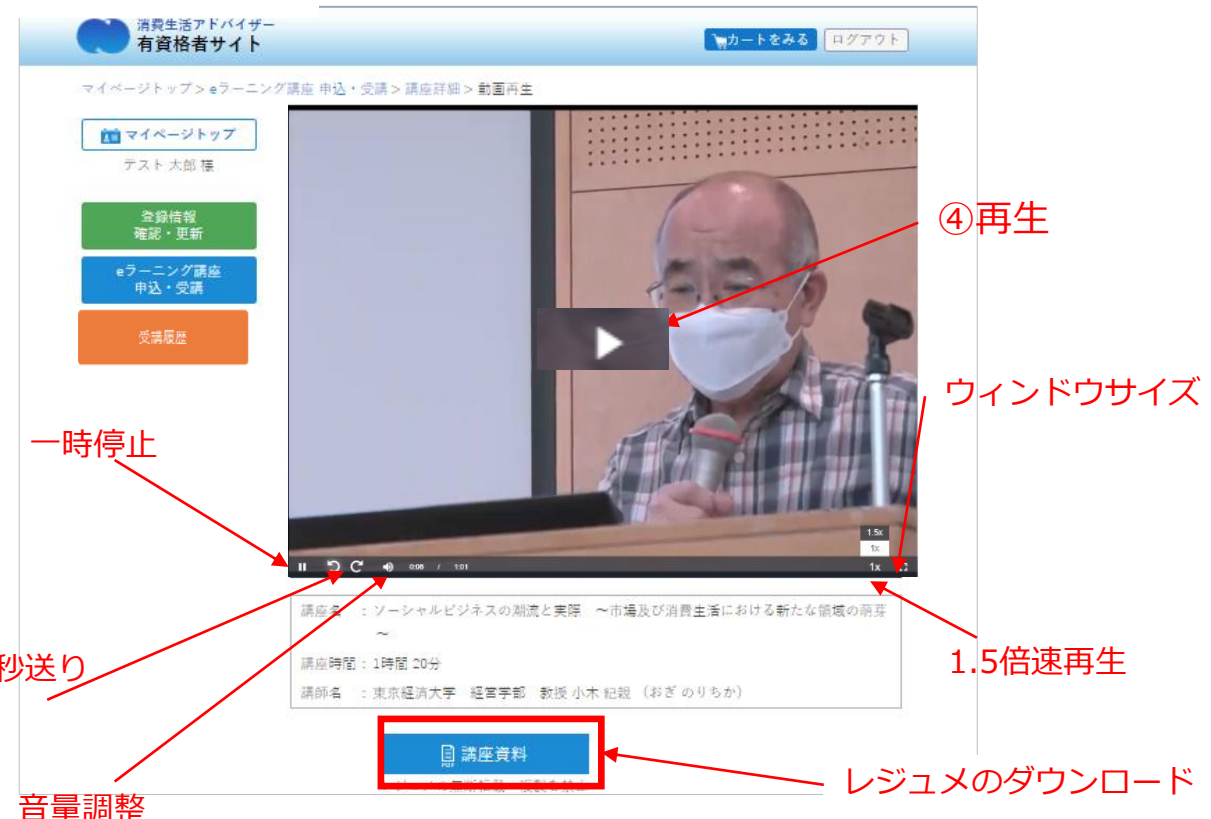 消費生活アドバイザー
有資格者サイト
カートをみる
ログアウト
マイページトップ > eラーニング講座 申込・受講 > 講座詳細 > 動画再生
マイページトップ
テスト 太郎 様
登録情報
確認・更新
eラーニング講座
申込・受講
受講履歴
④再生
ウィンドウサイズ
一時停止
1.5x
1x
0:06 / 1:01
1x
講座名 : ソーシャルビジネスの潮流と実際 ～市場及び消費生活における新たな領域の萌芽
～
講座時間 : 1時間 20分
講師名 : 東京経済大学 経営学部 教授 小木 紀親 （おぎ のりちか）
秒送り
1.5倍速再生
PDF
講座資料
レジュメのダウンロード
音量調整